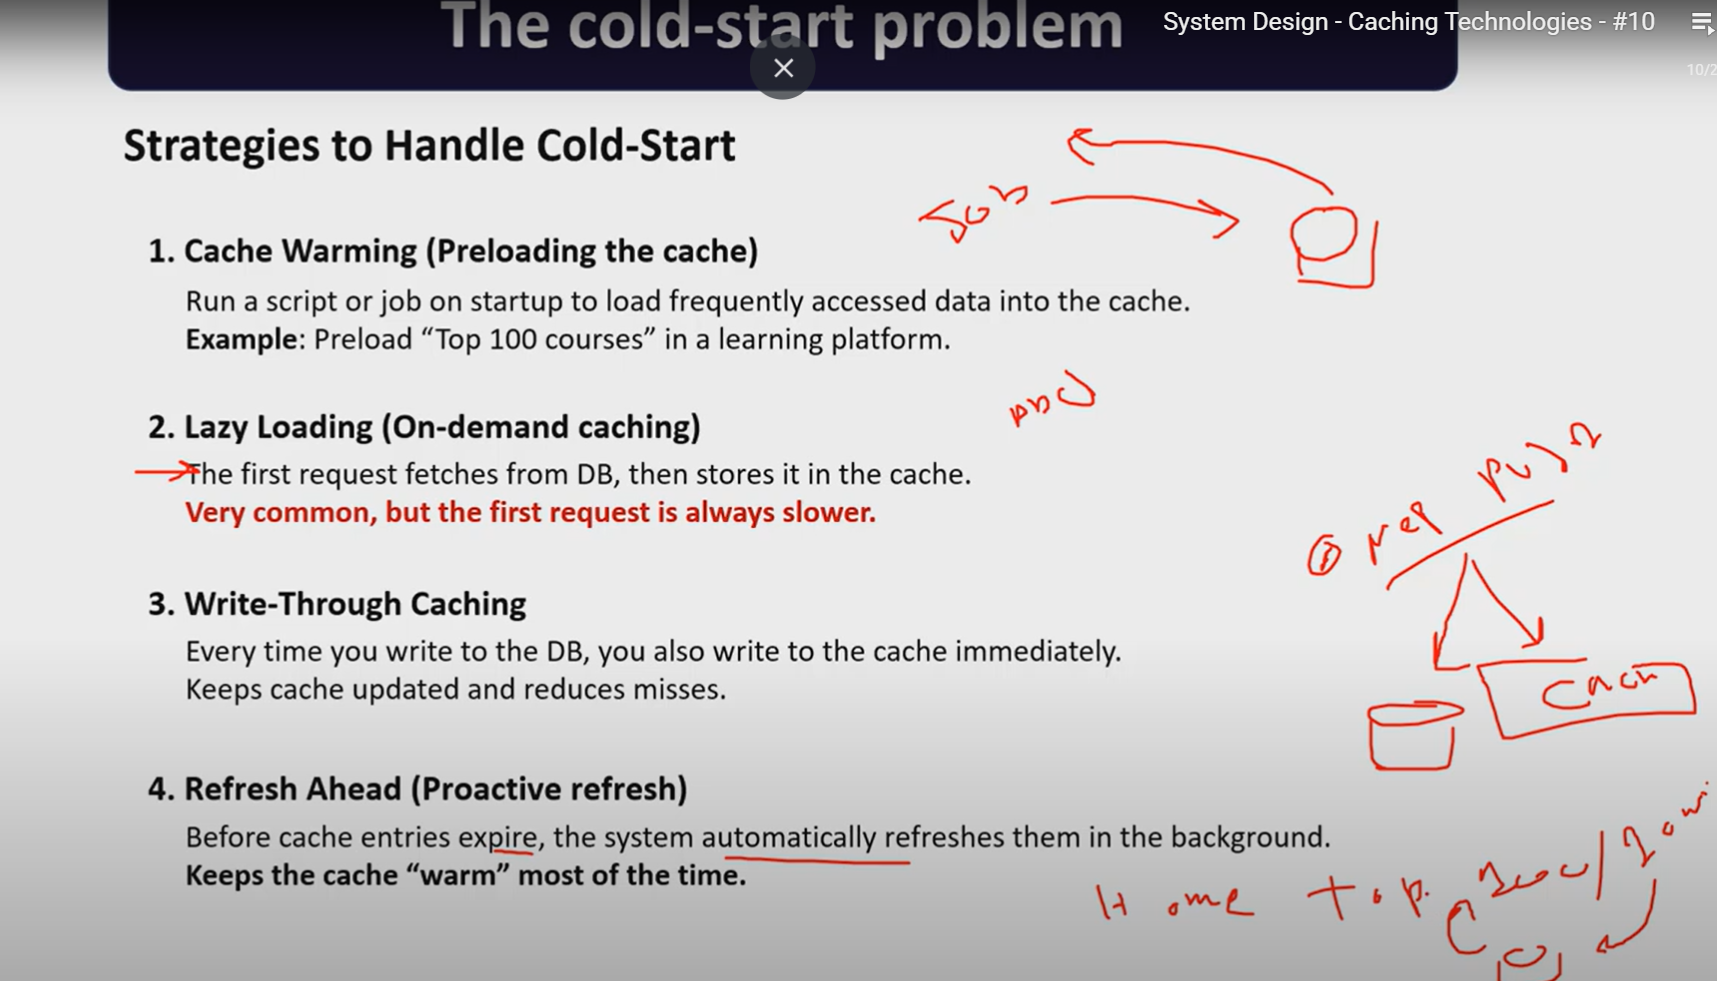 The cold-start problem
System Design - Caching Technologies - #10
10/2
Strategies to Handle Cold-Start
1. Cache Warming (Preloading the cache)
Run a script or job on startup to load frequently accessed data into the cache.
Example: Preload “Top 100 courses” in a learning platform.
2. Lazy Loading (On-demand caching)
The first request fetches from DB, then stores it in the cache.
Very common, but the first request is always slower.
3. Write-Through Caching
Every time you write to the DB, you also write to the cache immediately.
Keeps cache updated and reduces misses.
Cach
4. Refresh Ahead (Proactive refresh)
Before cache entries expire, the system automatically refreshes them in the background.
Keeps the cache “warm” most of the time.
Home Top